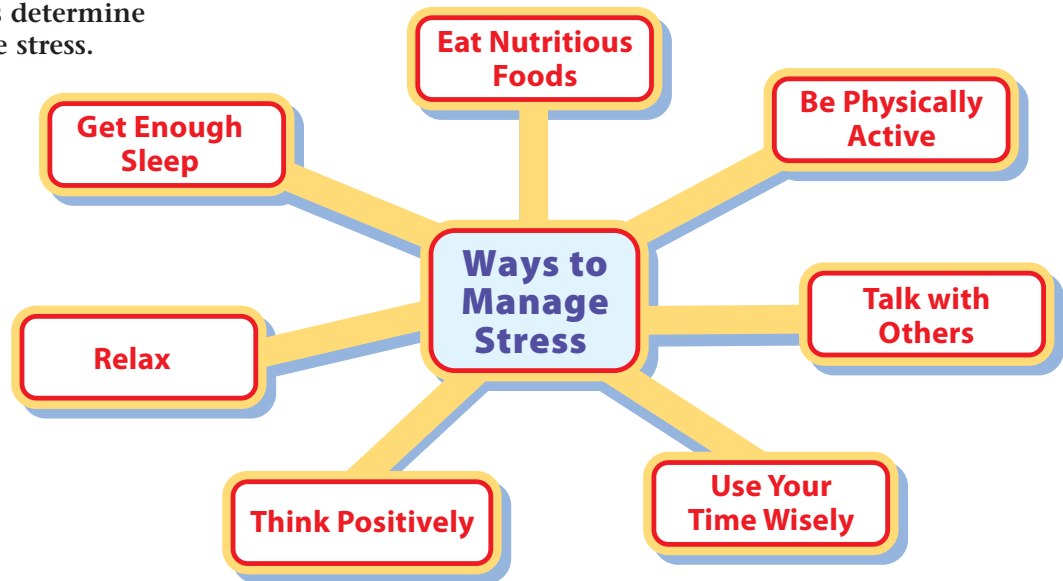 s determine
e stress.
Eat Nutritious
Foods
Be Physically
Active
Get Enough
Sleep
Ways to
Manage
Stress
Talk with
Others
Relax
Think Positively
Use Your
Time Wisely